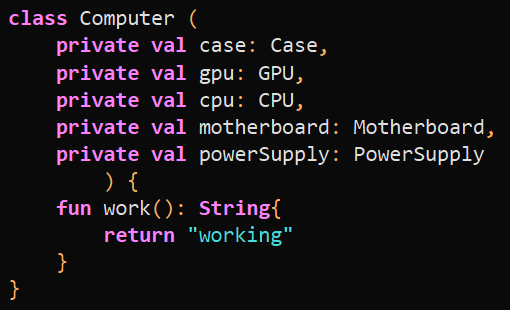 class Computer (
    private val case: Case,
    private val gpu: GPU,
    private val cpu: CPU,
    private val motherboard: Motherboard,
    private val powerSupply: PowerSupply
        ) {
    fun work(): String{
        return "working"
    }
}